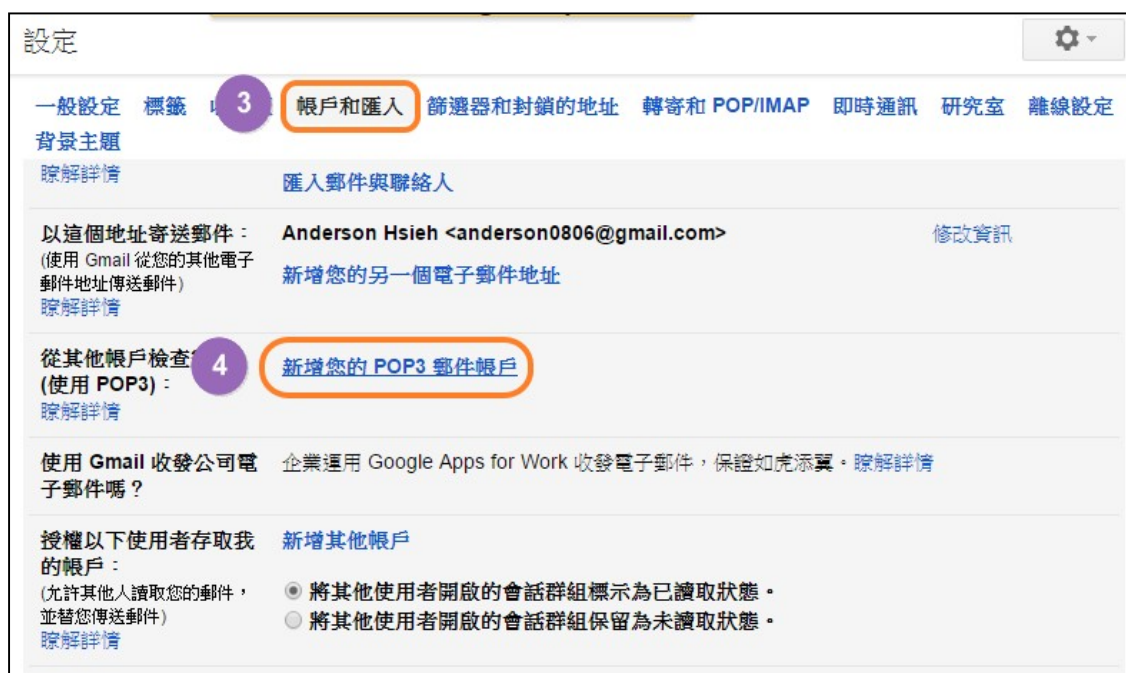 設定
一般設定 標籤 3 帳戶和匯入 篩選器和封鎖的地址 轉寄和 POP/IMAP 即時通訊 研究室 離線設定
背景主題
瞭解詳情 匯入郵件與聯絡人
以這個地址寄送郵件： Anderson Hsieh <anderson0806@gmail.com> 修改資訊
(使用 Gmail 從您的其他電子
郵件地址傳送郵件) 新增您的另一個電子郵件地址
瞭解詳情
從其他帳戶檢查 4 新增您的 POP3 郵件帳戶
(使用 POP3)：
瞭解詳情
使用 Gmail 收發公司電 企業運用 Google Apps for Work 收發電子郵件，保證如虎添翼。瞭解詳情
子郵件嗎？
授權以下使用者存取我 新增其他帳戶
的帳戶：
(允許其他人讀取您的郵件， 將其他使用者開啟的會話群組標示為已讀取狀態。
並替您傳送郵件) 將其他使用者開啟的會話群組保留為未讀取狀態。
瞭解詳情